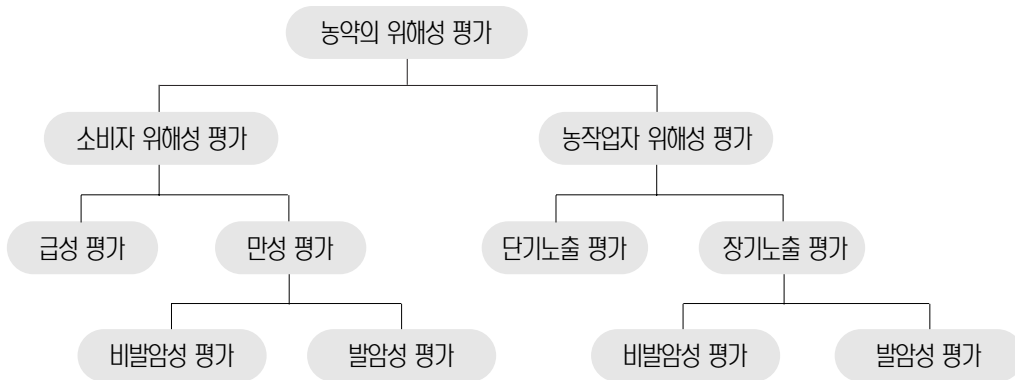 농약의 위해성 평가
소비자 위해성 평가
농작업자 위해성 평가
급성 평가
만성 평가
단기노출 평가
장기노출 평가
비발암성 평가
발암성 평가
비발암성 평가
발암성 평가